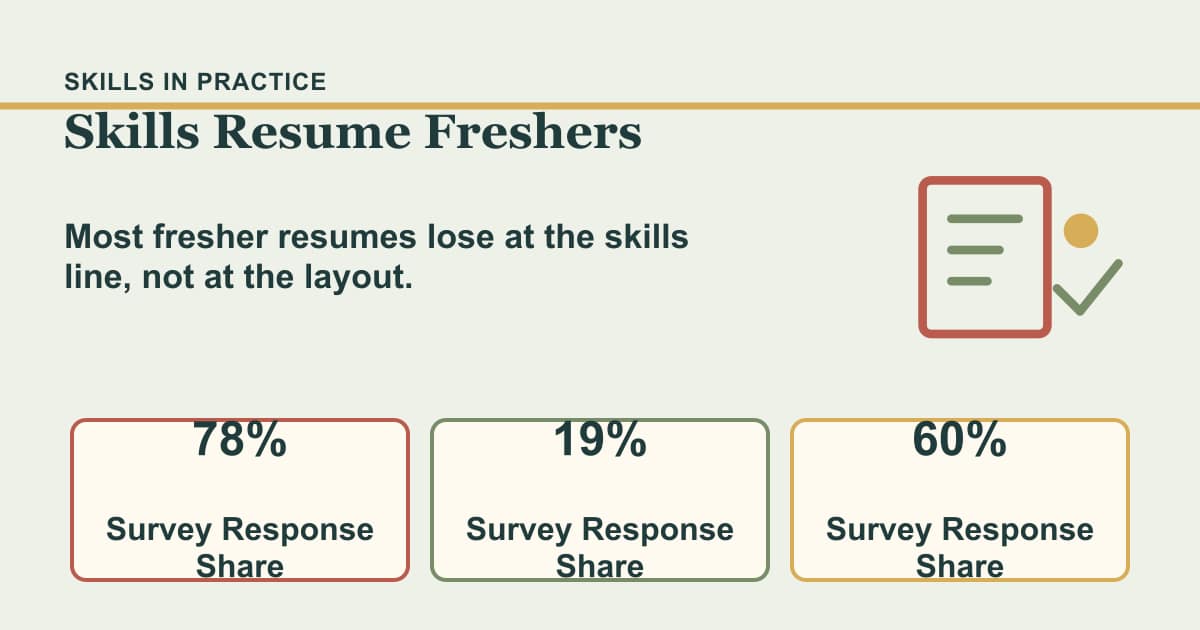 SKILLS IN PRACTICE
Skills Resume Freshers
Most fresher resumes lose at the skills
line, not at the layout.
78%
Survey Response
Share
19%
Survey Response
Share
60%
Survey Response
Share